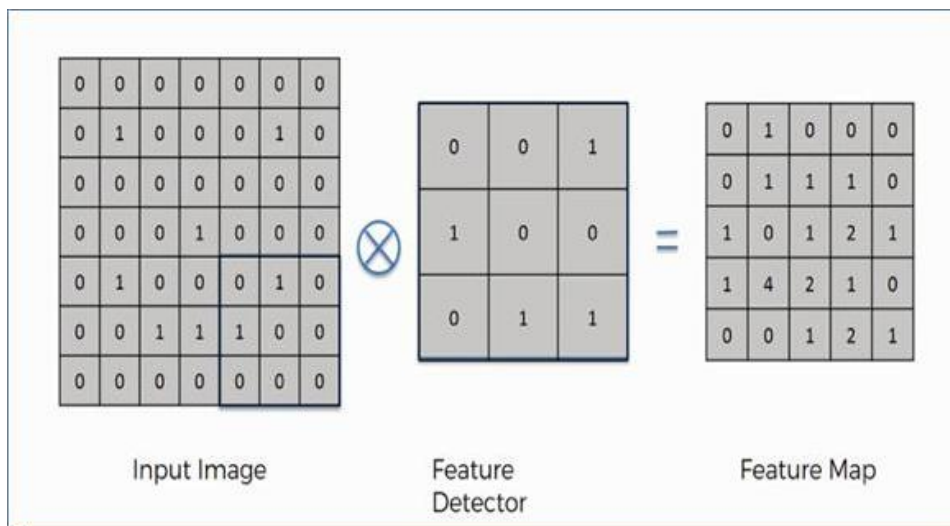 0 0 0 0 0 0 0
0 1 0 0 0 1 0
0 0 0 0 0 0 0
0 0 0 1 0 0 0
0 1 0 0 0 1 0
0 0 1 1 1 0 0
0 0 0 0 0 0 0
0 0 1
1 0 0
0 1 1
=
0 1 0 0 0
0 1 1 1 0
1 0 1 2 1
1 4 2 1 0
0 0 1 2 1
Input Image
Feature
Detector
Feature Map